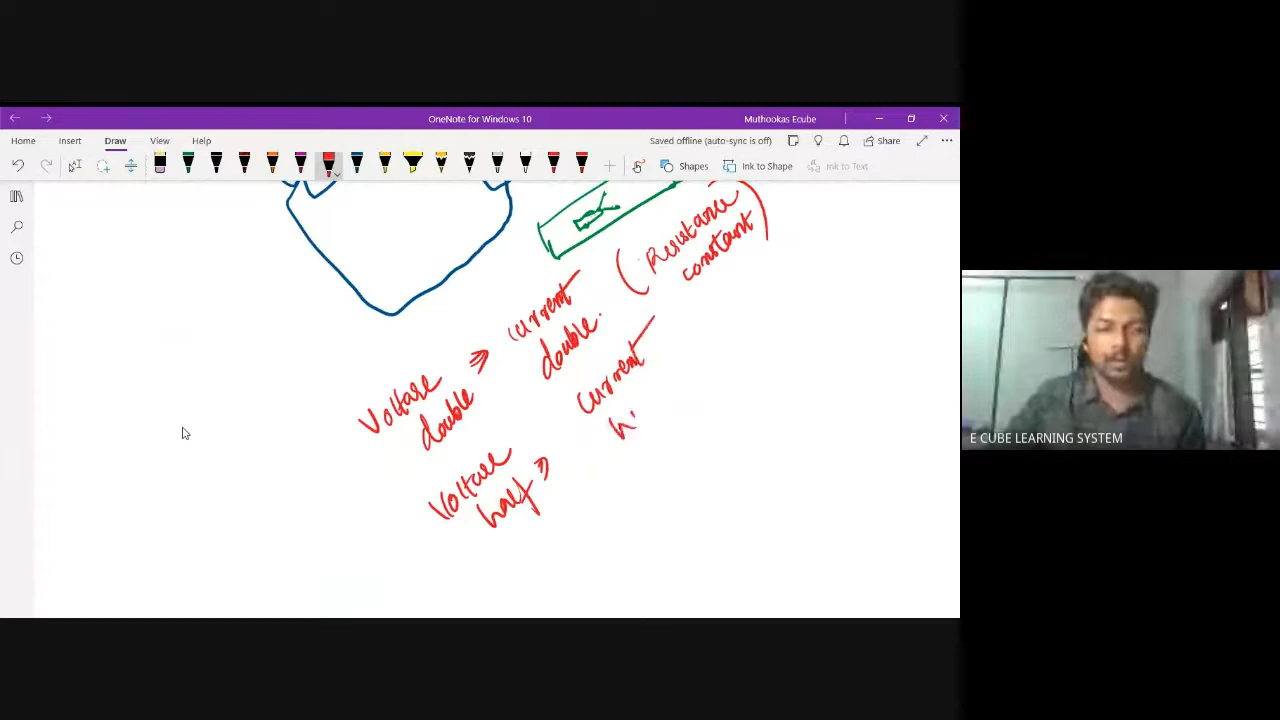 OneNote for Windows 10
Muthookas Ecube
Home
Insert
Draw
View
Help
Saved offline (auto-sync is off)
Share
Shapes
Ink to Shape
Ink to Text
(Resistance
constant)
Voltage
double ⇒
current
double.
Voltage
half ⇒
current
h
E CUBE LEARNING SYSTEM